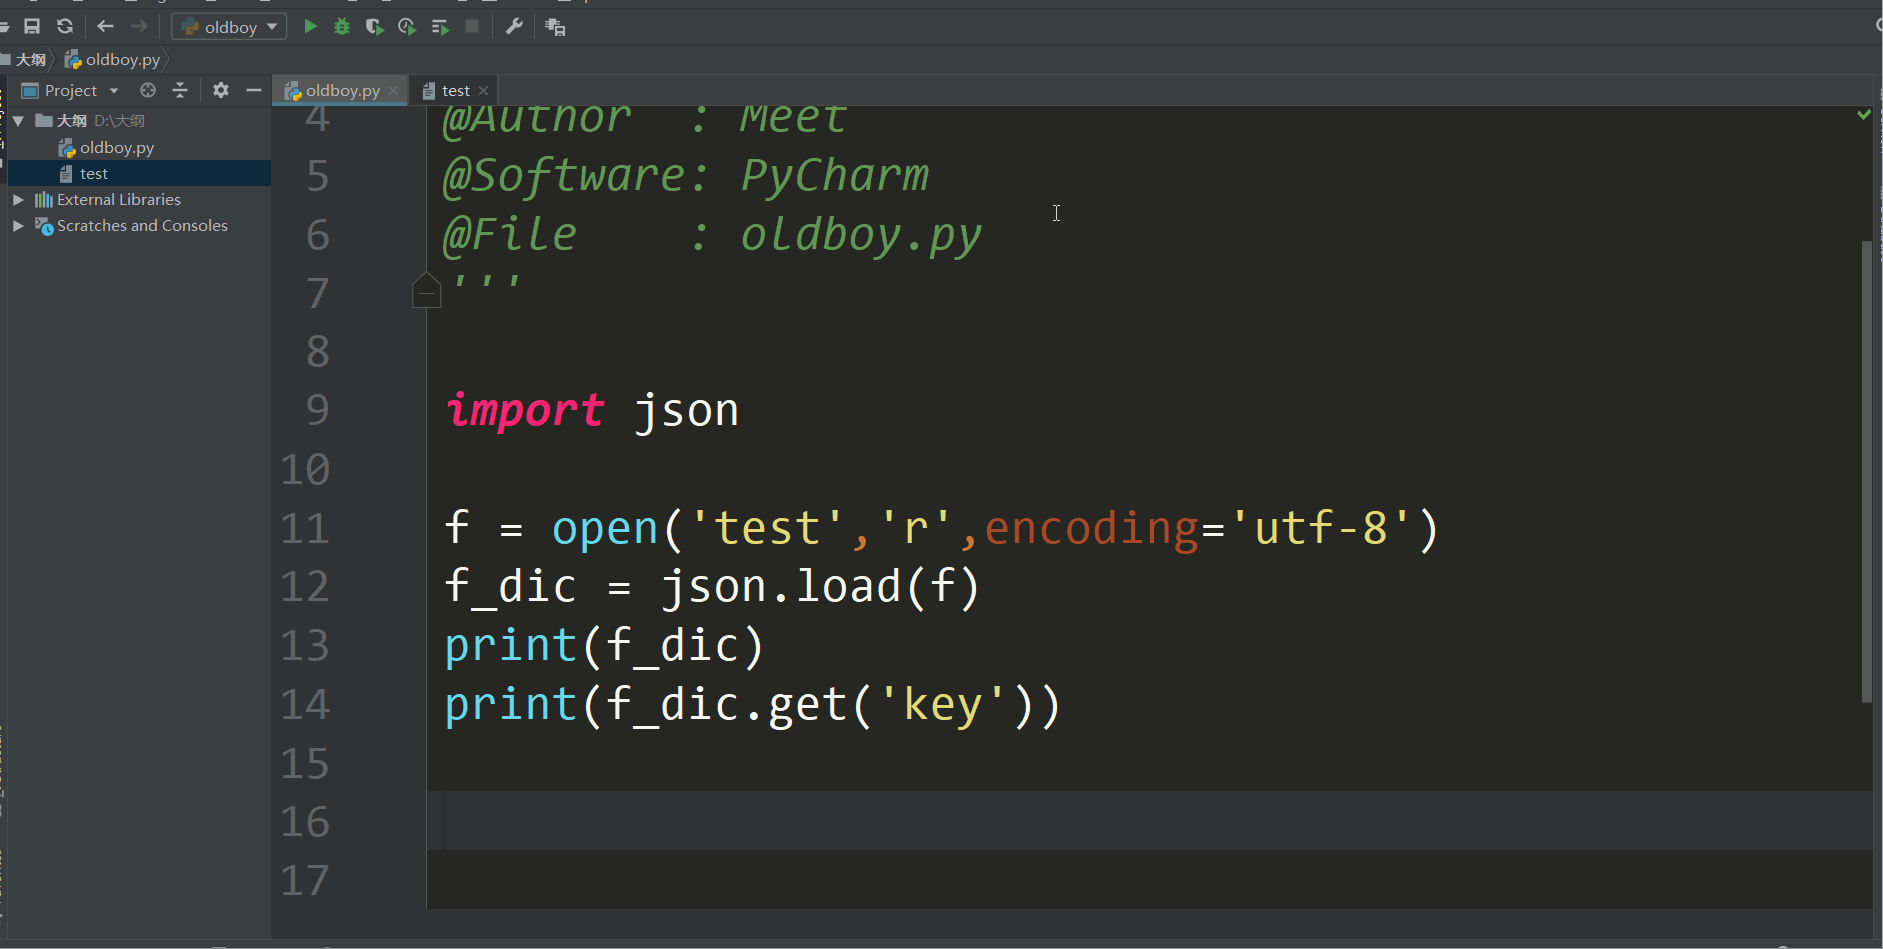 oldboy
大纲 oldboy.py
Project
oldboy.py
test
大纲 D:\大纲
oldboy.py
test
External Libraries
Scratches and Consoles
4 @Author : Meet
5 @Software: PyCharm
6 @File : oldboy.py
7 '''
8
9 import json
10
11 f = open('test','r',encoding='utf-8')
12 f_dic = json.load(f)
13 print(f_dic)
14 print(f_dic.get('key'))
15
16
17